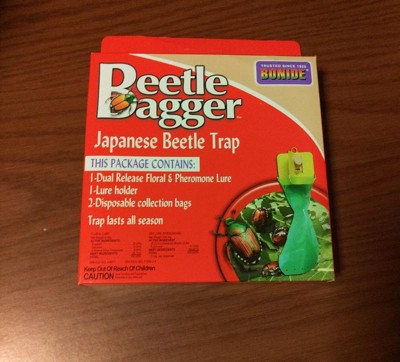 TRUSTED SINCE 1926
BONIDE
Beetle
Bagger™
Japanese Beetle Trap
THIS PACKAGE CONTAINS:
1-Dual Release Floral & Pheromone Lure
1-Lure holder
2-Disposable collection bags
Trap lasts all season
Keep Out Of Reach Of Children
CAUTION